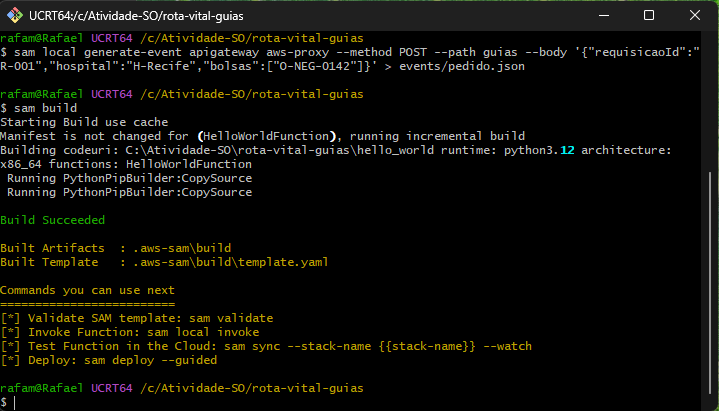 UCRT64:/c/Atividade-SO/rota-vital-guias
rafam@Rafael UCRT64 /c/Atividade-SO/rota-vital-guias
$ sam local generate-event apigateway aws-proxy --method POST --path guias --body '{"requisicaoId":"
R-001","hospital":"H-Recife","bolsas":["O-NEG-0142"]}' > events/pedido.json
rafam@Rafael UCRT64 /c/Atividade-SO/rota-vital-guias
$ sam build
Starting Build use cache
Manifest is not changed for (HelloWorldFunction), running incremental build
Building codeuri: C:\Atividade-SO\rota-vital-guias\hello_world runtime: python3.12 architecture:
x86_64 functions: HelloWorldFunction
Running PythonPipBuilder:CopySource
Running PythonPipBuilder:CopySource
Build Succeeded
Built Artifacts  : .aws-sam\build
Built Template   : .aws-sam\build\template.yaml
Commands you can use next
=========================
[*] Validate SAM template: sam validate
[*] Invoke Function: sam local invoke
[*] Test Function in the Cloud: sam sync --stack-name {{stack-name}} --watch
[*] Deploy: sam deploy --guided
rafam@Rafael UCRT64 /c/Atividade-SO/rota-vital-guias
$